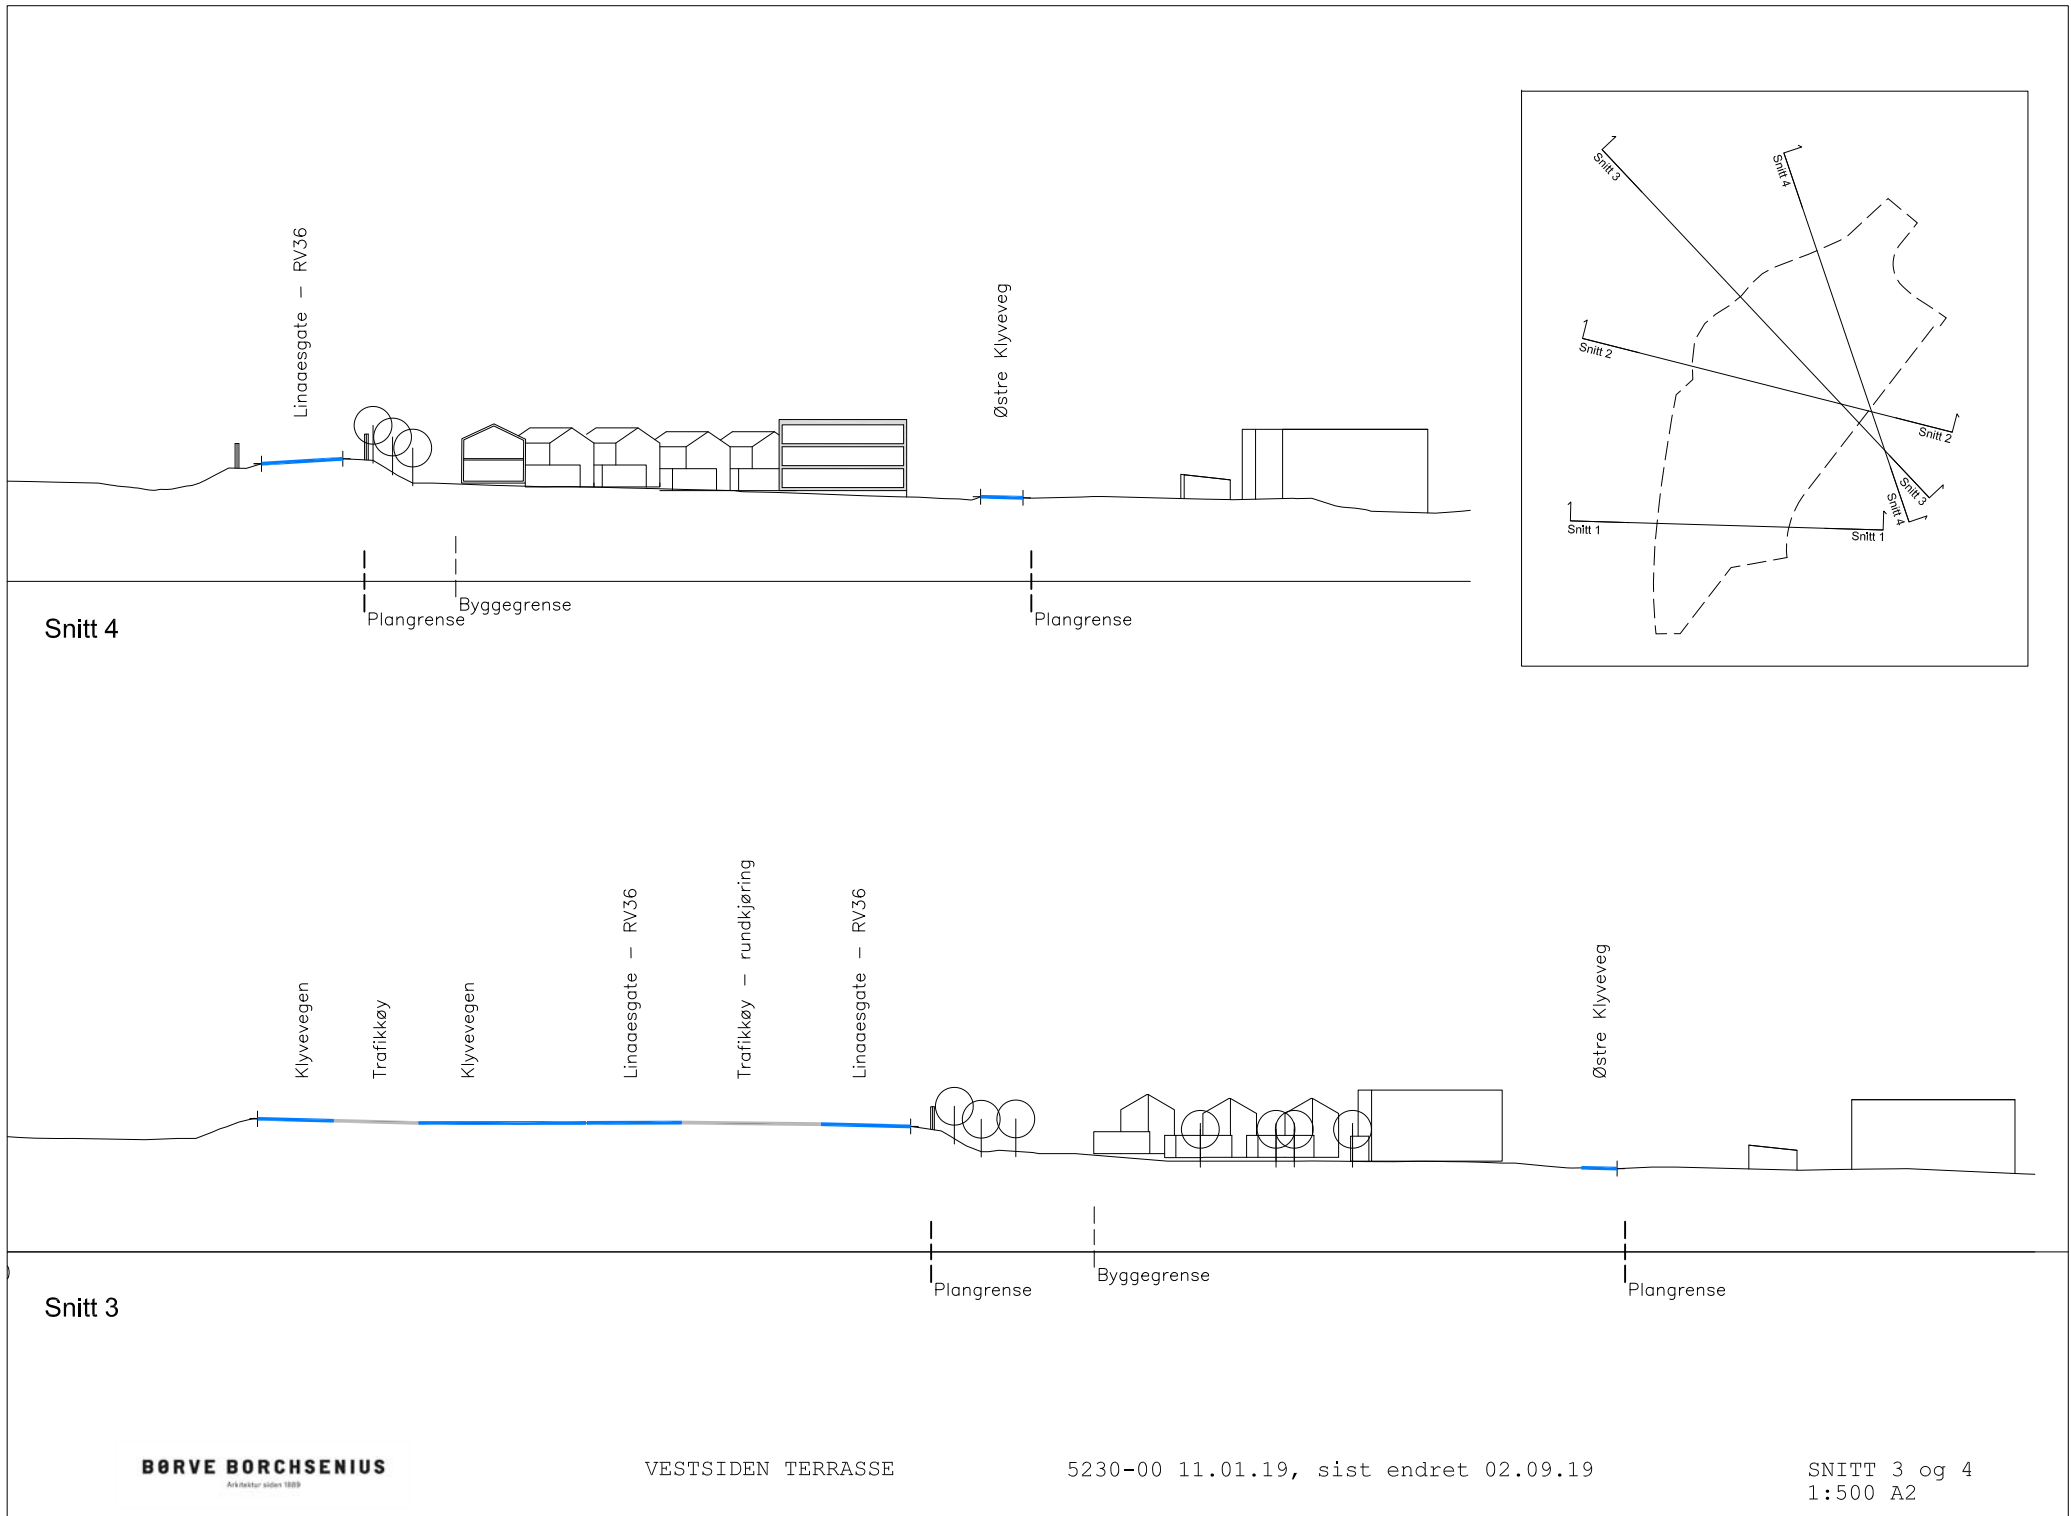 Linaaesgate – RV36
Østre Klyveveg
Plangrense
Byggegrense
Plangrense
Snitt 4
Snitt 3
Snitt 4
Snitt 2
Snitt 2
Snitt 3
Snitt 4
Snitt 1
Snitt 1
Klyvevegen
Trafikkøy
Klyvevegen
Linaaesgate – RV36
Trafikkøy – rundkjøring
Linaaesgate – RV36
Østre Klyveveg
Plangrense
Byggegrense
Plangrense
Snitt 3
BØRVE BORCHSENIUS
Arkitektur siden 1889
VESTSIDEN TERRASSE
5230-00 11.01.19, sist endret 02.09.19
SNITT 3 og 4
1:500 A2